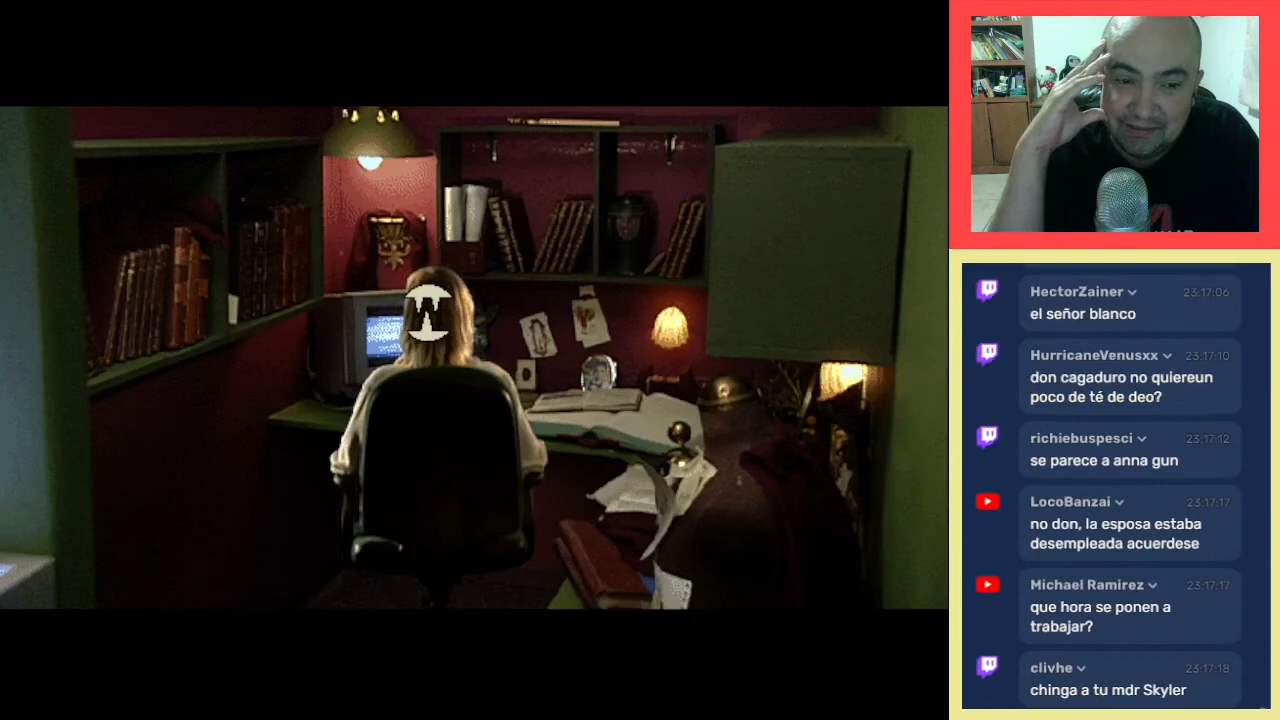 HectorZainer
23:17:06
el señor blanco
HurricaneVenusxx
23:17:10
don cagaduro no quiereun
poco de té de deo?
richiebuspesci
23:17:12
se parece a anna gun
LocoBanzai
23:17:17
no don, la esposa estaba
desempleada acuerdese
Michael Ramirez
23:17:17
que hora se ponen a
trabajar?
clivhe
23:17:18
chinga a tu mdr Skyler